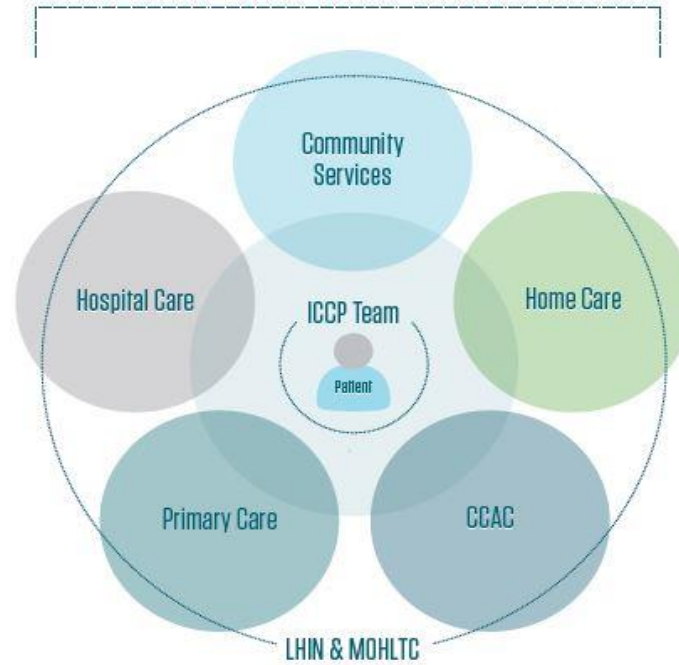 Community
Services
Hospital Care
Home Care
ICCP Team
Patient
Primary Care
CCAC
LHIN & MOHLTC